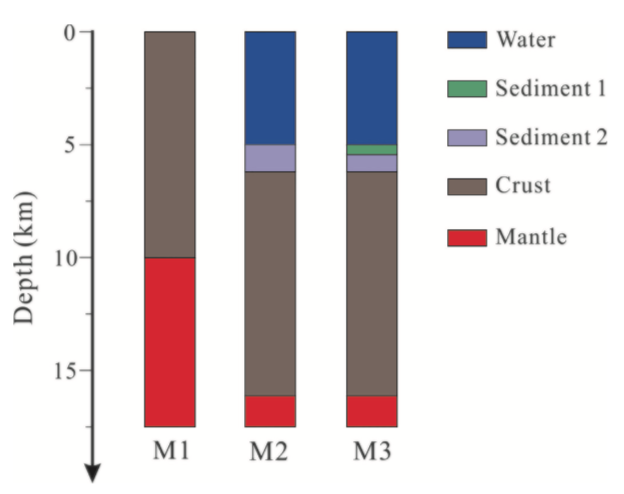 0
5
10
15
Depth (km)
M1
M2
M3
Water
Sediment 1
Sediment 2
Crust
Mantle